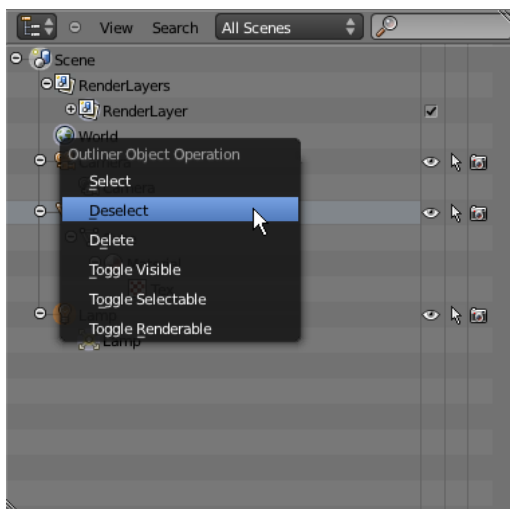 View Search All Scenes
Scene
RenderLayers
RenderLayer
World
Outliner Object Operation
Select
Deselect
Delete
Toggle Visible
Toggle Selectable
Toggle Renderable
Lamp